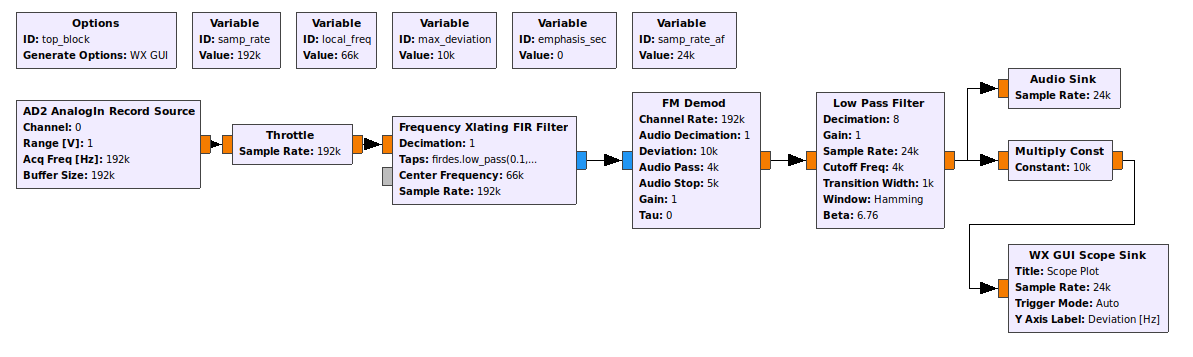 Options
ID: top_block
Generate Options: WX GUI
Variable
ID: samp_rate
Value: 192k
Variable
ID: local_freq
Value: 66k
Variable
ID: max_deviation
Value: 10k
Variable
ID: emphasis_sec
Value: 0
Variable
ID: samp_rate_af
Value: 24k
AD2 AnalogIn Record Source
Channel: 0
Range [V]: 1
Acq Freq [Hz]: 192k
Buffer Size: 192k
Throttle
Sample Rate: 192k
Frequency Xlating FIR Filter
Decimation: 1
Taps: firdes.low_pass(0.1,...
Center Frequency: 66k
Sample Rate: 192k
FM Demod
Channel Rate: 192k
Audio Decimation: 1
Deviation: 10k
Audio Pass: 4k
Audio Stop: 5k
Gain: 1
Tau: 0
Low Pass Filter
Decimation: 8
Gain: 1
Sample Rate: 24k
Cutoff Freq: 4k
Transition Width: 1k
Window: Hamming
Beta: 6.76
Audio Sink
Sample Rate: 24k
Multiply Const
Constant: 10k
WX GUI Scope Sink
Title: Scope Plot
Sample Rate: 24k
Trigger Mode: Auto
Y Axis Label: Deviation [Hz]